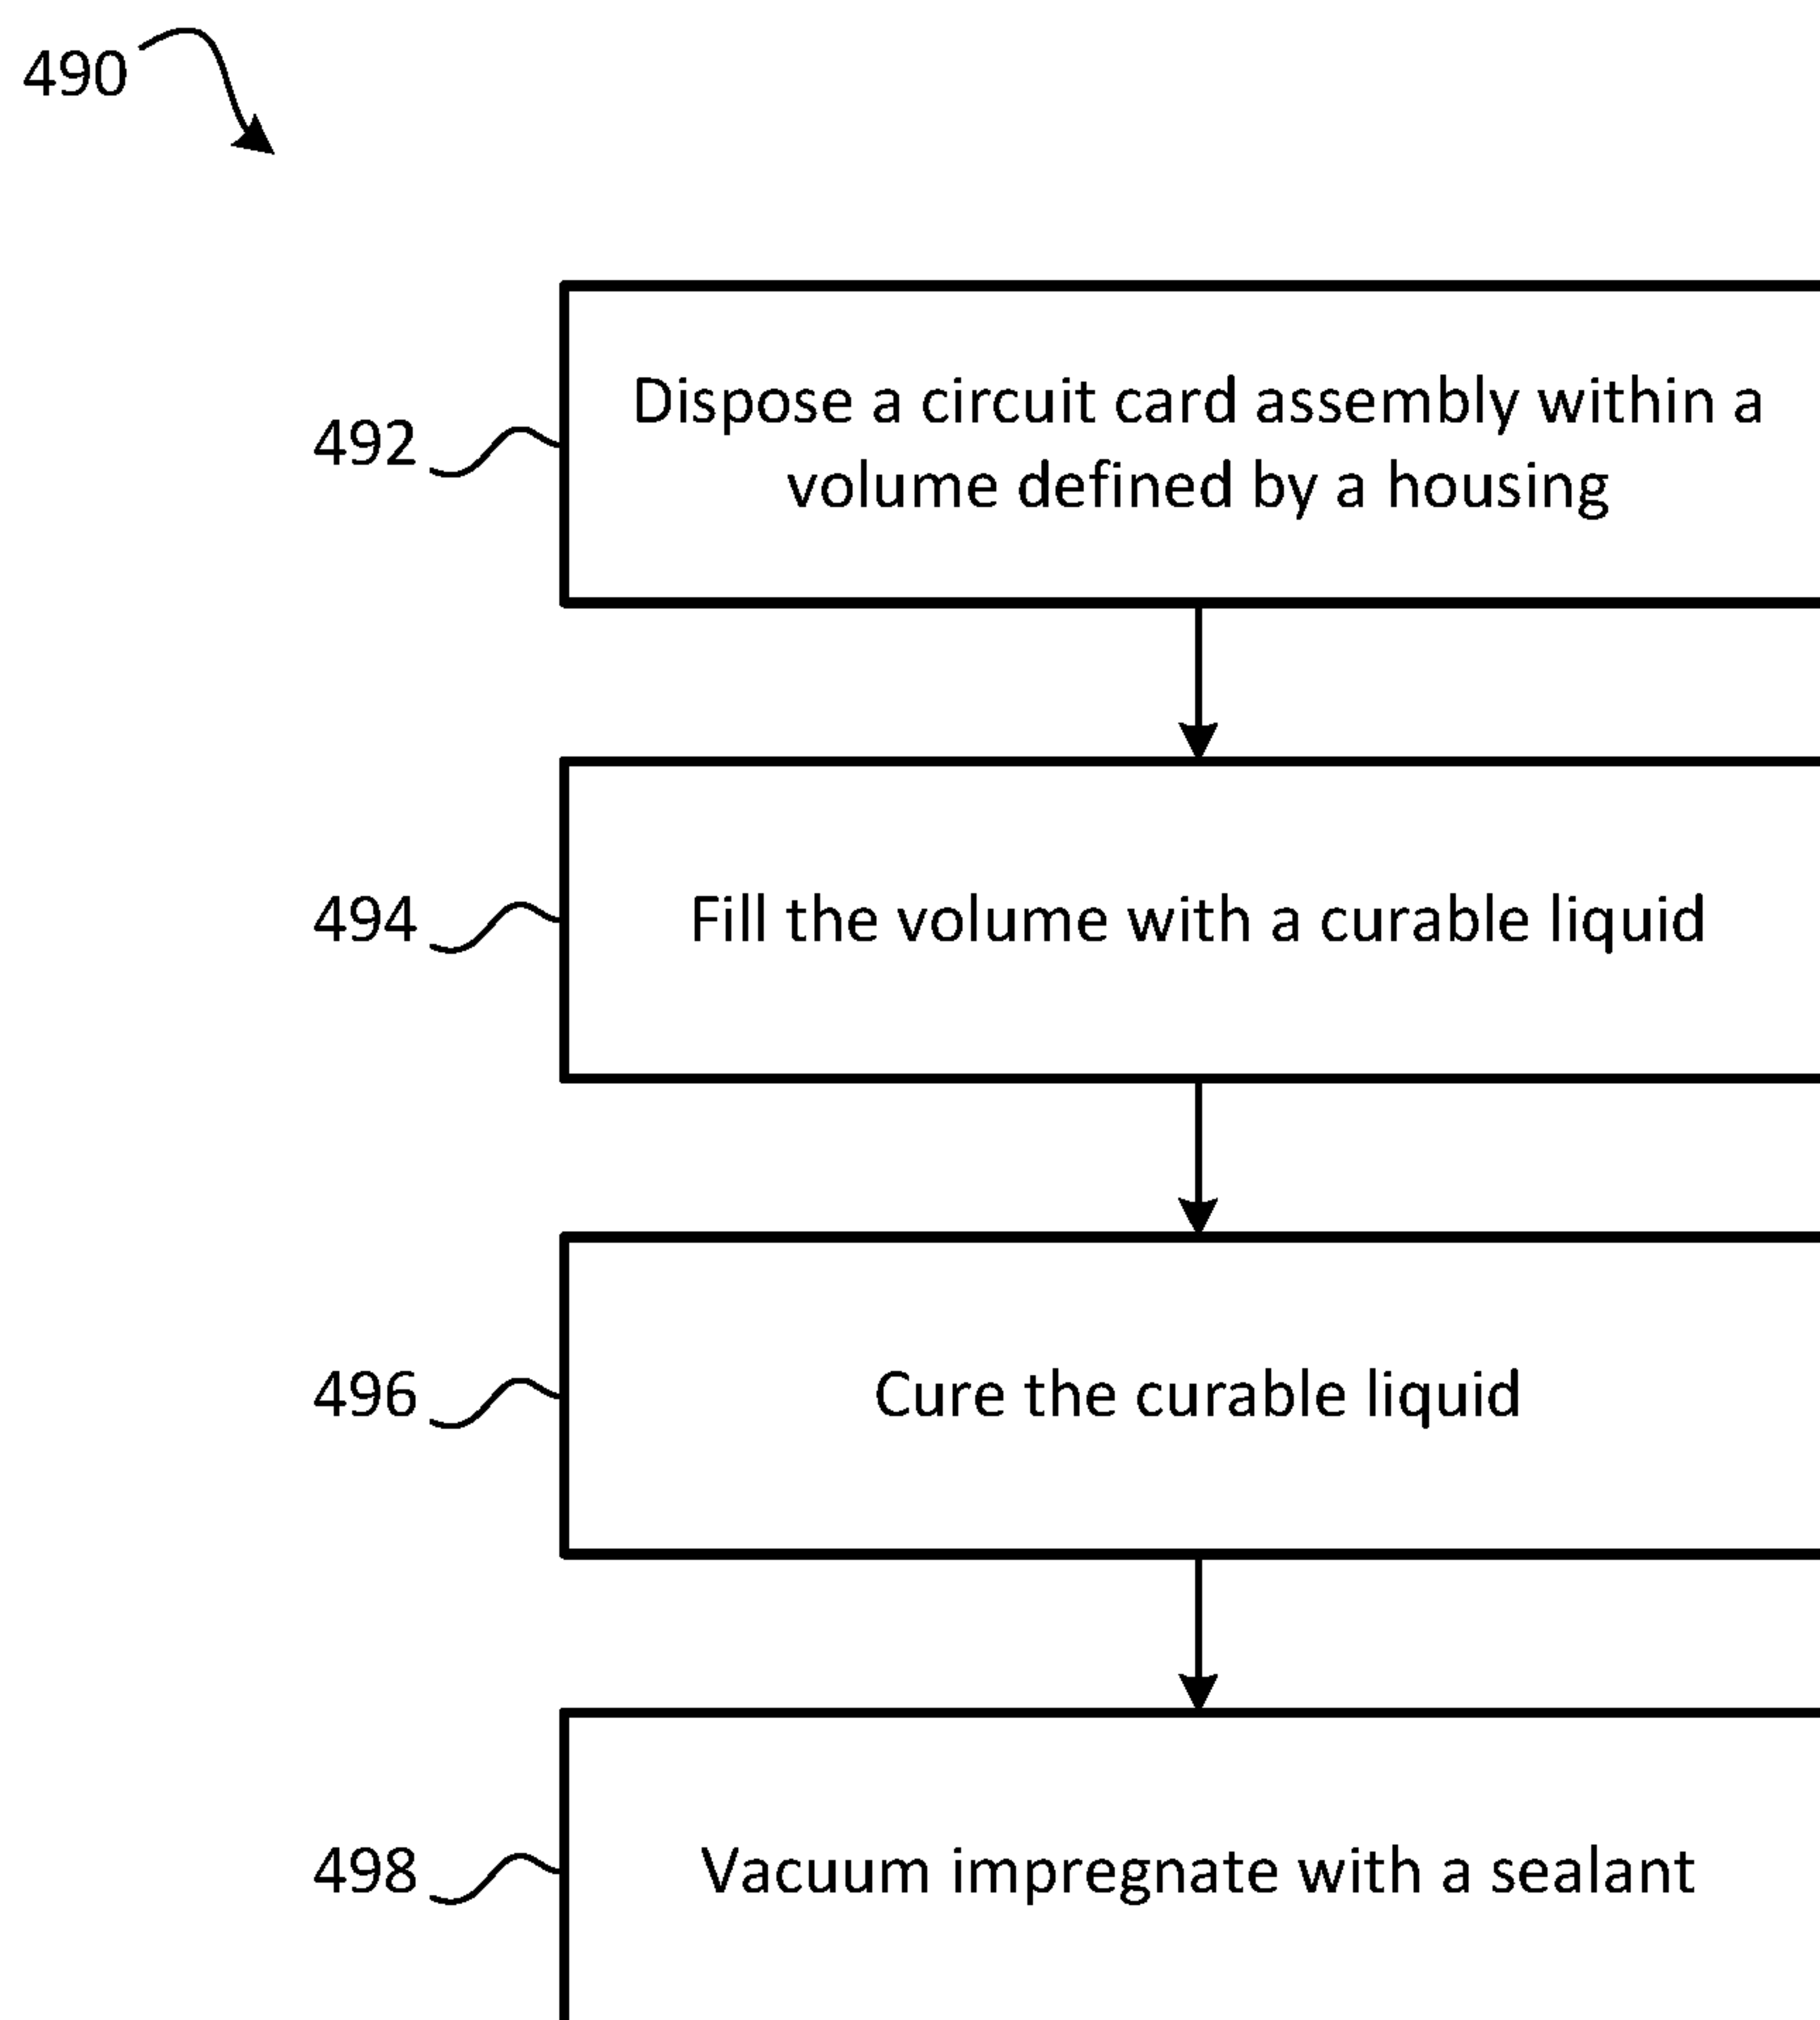 490
492
Dispose a circuit card assembly within a
volume defined by a housing
494
Fill the volume with a curable liquid
496
Cure the curable liquid
498
Vacuum impregnate with a sealant